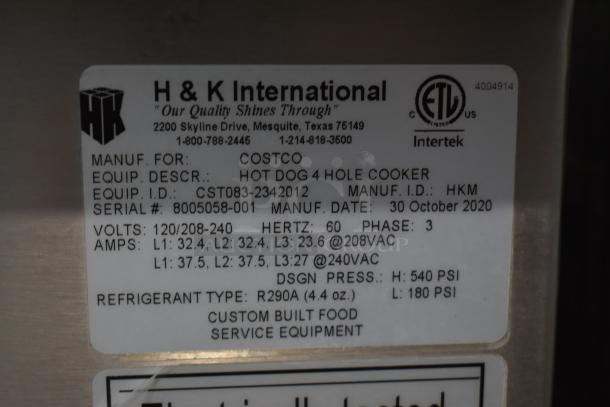 HK
H & K International
"Our Quality Shines Through"
2200 Skyline Drive, Mesquite, Texas 75149
1-800-788-2445 1-214-818-3500
4004914
C ETL US
LISTED
Intertek
MANUF. FOR: COSTCO
EQUIP. DESCR.: HOT DOG 4 HOLE COOKER
EQUIP. I.D.: CST083-2342012 MANUF. I.D.: HKM
SERIAL #: 8005058-001 MANUF. DATE: 30 October 2020
VOLTS: 120/208-240 HERTZ: 60 PHASE: 3
AMPS: L1: 32.4, L2: 32.4, L3: 23.6 @208VAC
L1: 37.5, L2: 37.5, L3:27 @240VAC
DSGN PRESS.: H: 540 PSI
REFRIGERANT TYPE: R290A (4.4 oz.) L: 180 PSI
CUSTOM BUILT FOOD
SERVICE EQUIPMENT
GROUP